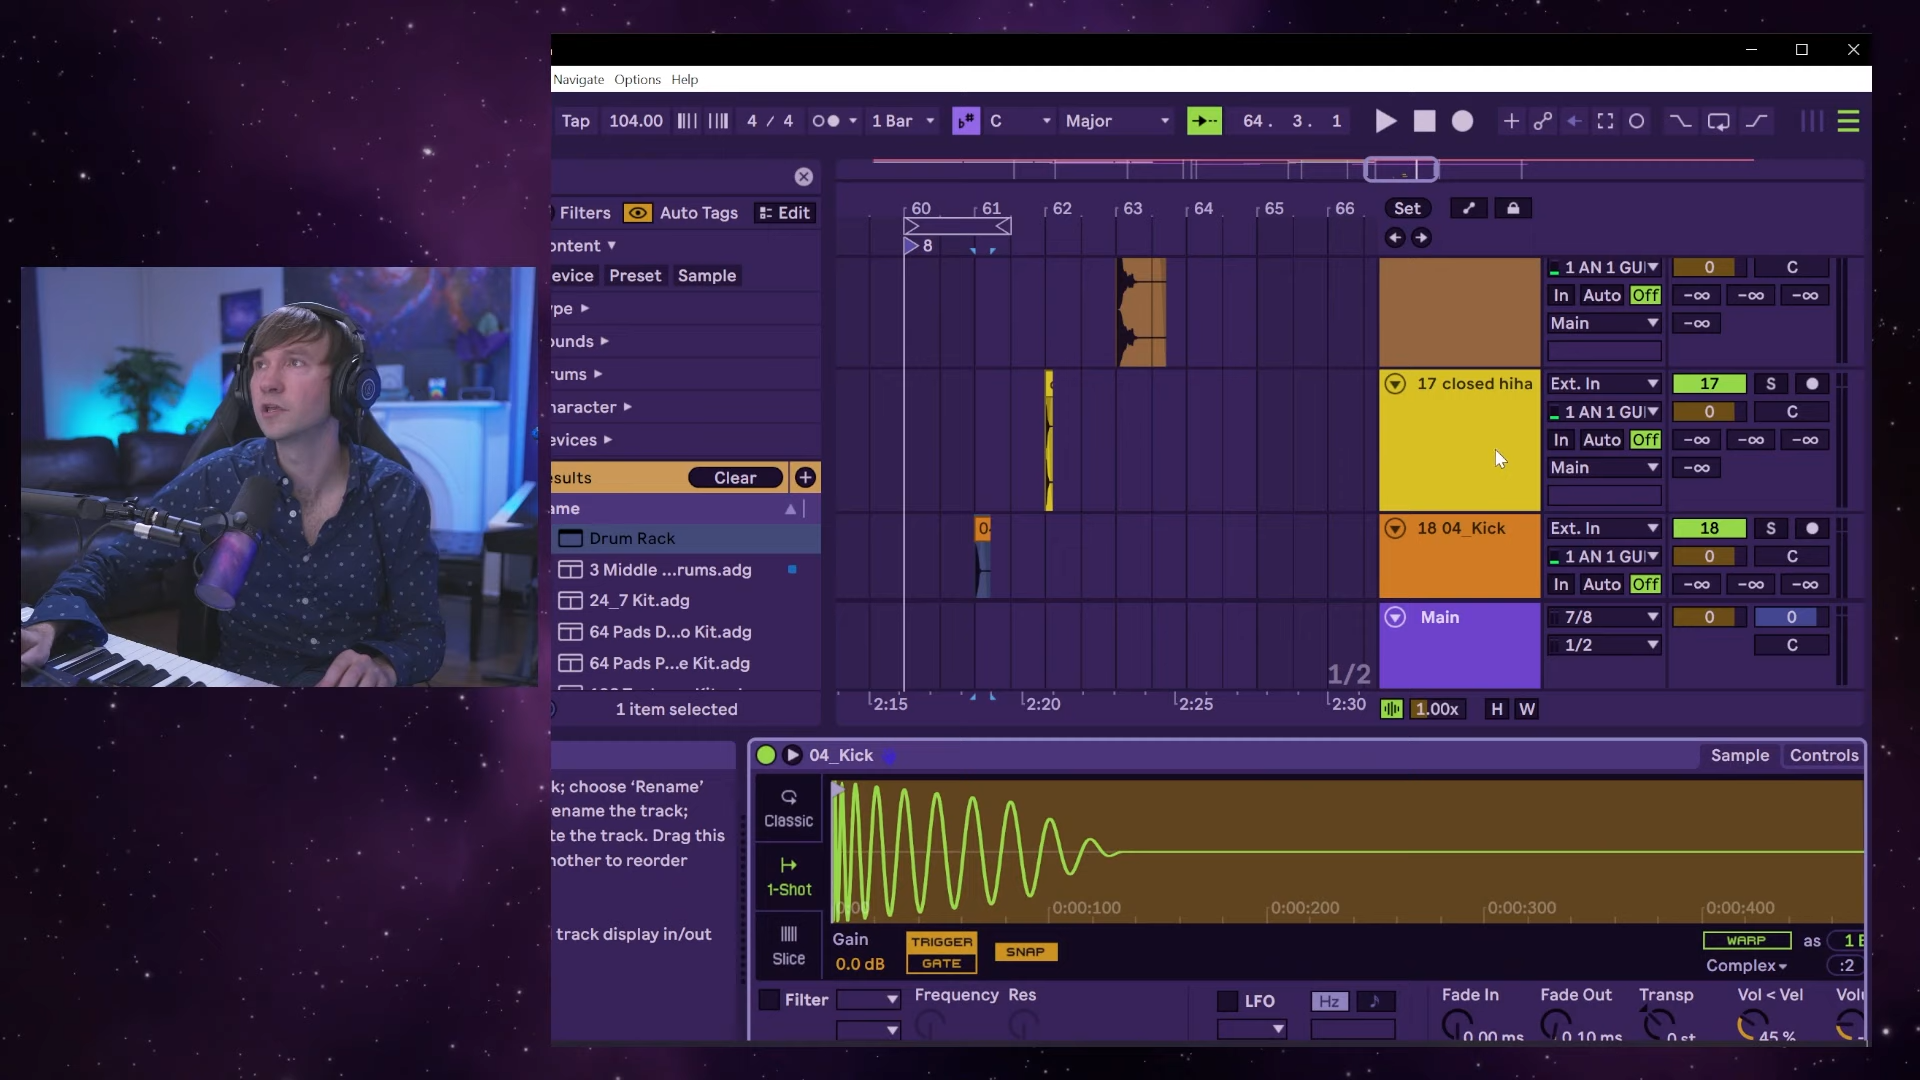 Navigate Options Help
Tap 104.00 4 / 4 1 Bar C Major 64. 3. 1
Filters Auto Tags Edit
60 61 62 63 64 65 66 Set
8
ontent
evice Preset Sample
ype
ounds
rums
haracter
evices
esults Clear
ame
Drum Rack
3 Middle ...rums.adg
24_7 Kit.adg
64 Pads D...o Kit.adg
64 Pads P...e Kit.adg
1 item selected
1 AN 1 GU 0 C
In Auto Off -∞ -∞ -∞
Main -∞
17 closed hiha Ext. In 17 S
1 AN 1 GU 0 C
In Auto Off -∞ -∞ -∞
Main -∞
04
18 04_Kick Ext. In 18 S
1 AN 1 GU 0 C
In Auto Off -∞ -∞ -∞
Main 7/8 0 0
1/2 C
1/2
2:15 2:20 2:25 2:30 1.00x H W
k; choose ‘Rename’
ename the track;
te the track. Drag this
nother to reorder
track display in/out
04_Kick Sample Controls
Classic
1-Shot
Slice
0:00 0:00:100 0:00:200 0:00:300 0:00:400
Gain
0.0 dB
TRIGGER
GATE
SNAP
WARP as 1 B
Complex :2
Filter Frequency Res LFO Hz Fade In Fade Out Transp Vol < Vel Volu
0.00 ms 0.10 ms 0 st 45 %